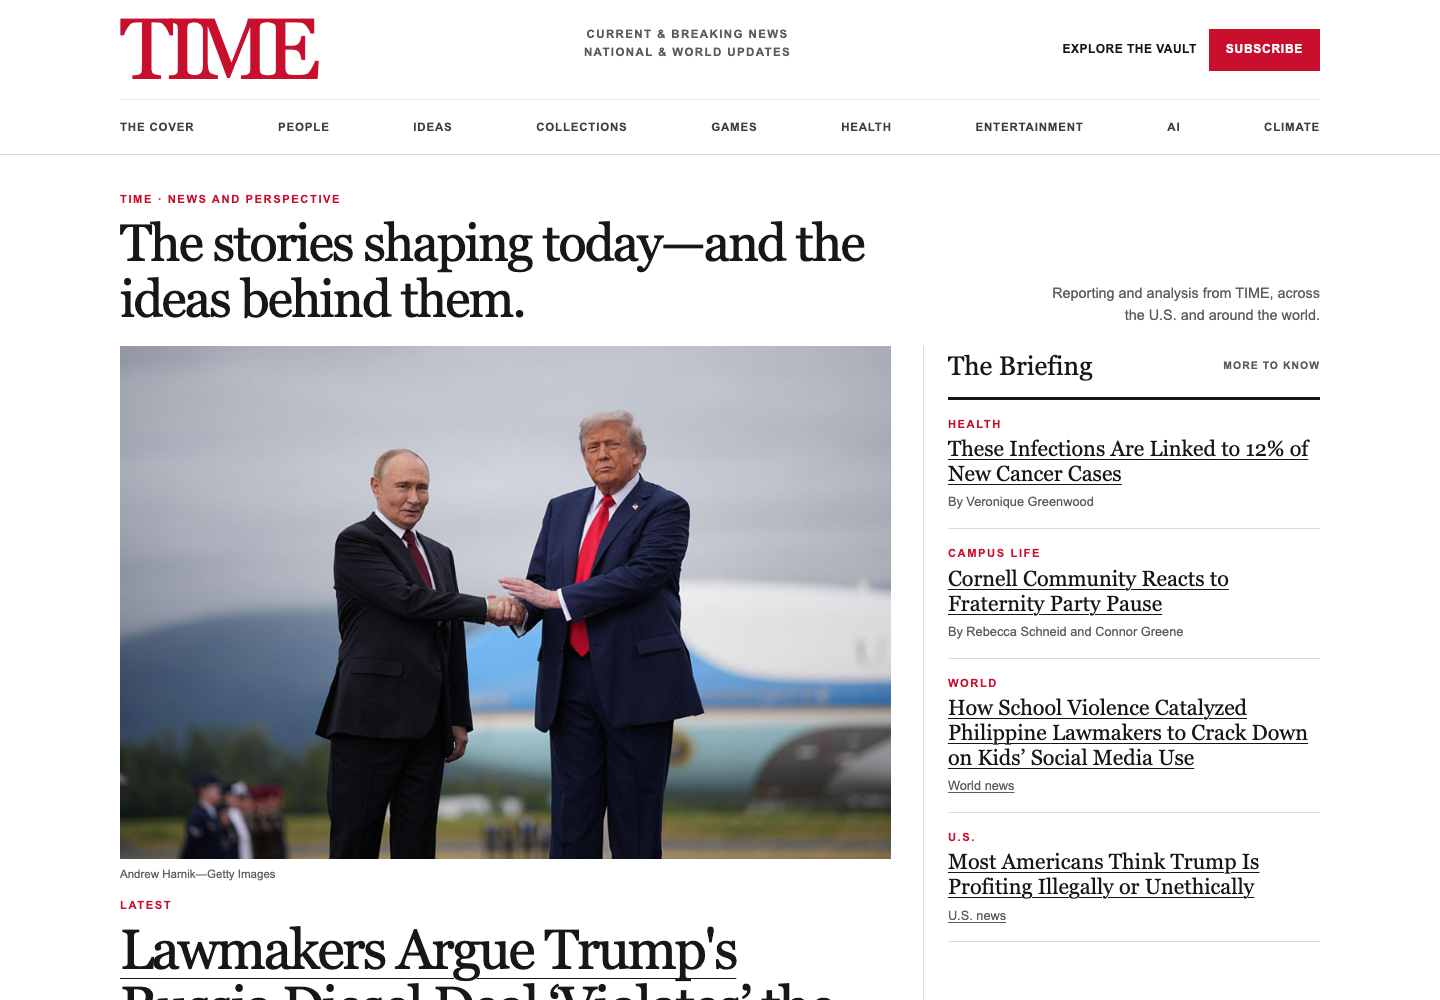 TIME
CURRENT & BREAKING NEWS
NATIONAL & WORLD UPDATES
EXPLORE THE VAULT
SUBSCRIBE
THE COVER
PEOPLE
IDEAS
COLLECTIONS
GAMES
HEALTH
ENTERTAINMENT
AI
CLIMATE
TIME · NEWS AND PERSPECTIVE
The stories shaping today—and the
ideas behind them.
Reporting and analysis from TIME, across
the U.S. and around the world.
Andrew Harnik—Getty Images
LATEST
Lawmakers Argue Trump's
Russia Diesel Deal ‘Violates’ the
The Briefing
MORE TO KNOW
HEALTH
These Infections Are Linked to 12% of
New Cancer Cases
By Veronique Greenwood
CAMPUS LIFE
Cornell Community Reacts to
Fraternity Party Pause
By Rebecca Schneid and Connor Greene
WORLD
How School Violence Catalyzed
Philippine Lawmakers to Crack Down
on Kids’ Social Media Use
World news
U.S.
Most Americans Think Trump Is
Profiting Illegally or Unethically
U.S. news